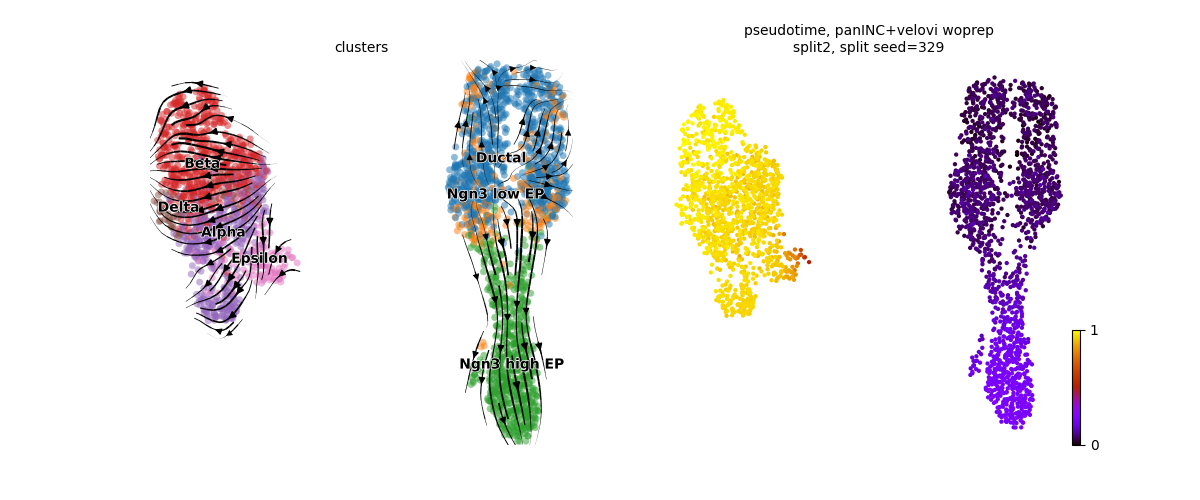 clusters
pseudotime, panINC+velovi woprep
split2, split seed=329
Beta
Delta
Alpha
Epsilon
Ductal
Ngn3 low EP
Ngn3 high EP
1
0